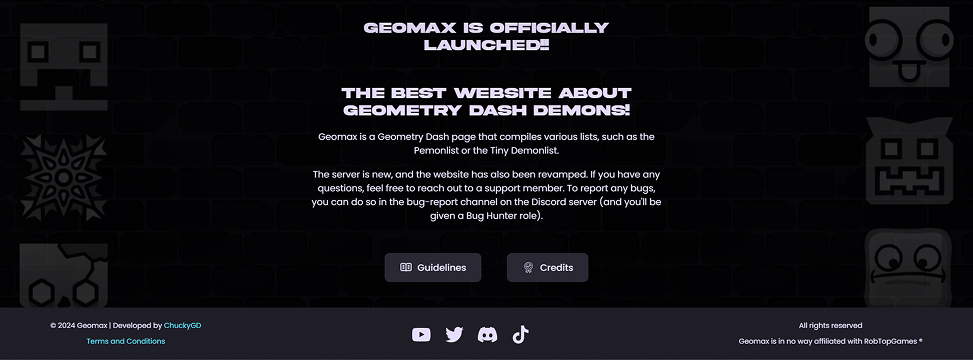 GEOMAX IS OFFICIALLY
LAUNCHED!!
THE BEST WEBSITE ABOUT
GEOMETRY DASH DEMONS!
Geomax is a Geometry Dash page that compiles various lists, such as the
Pemonlist or the Tiny Demonlist.
The server is new, and the website has also been revamped. If you have any
questions, feel free to reach out to a support member. To report any bugs,
you can do so in the bug-report channel on the Discord server (and you'll be
given a Bug Hunter role).
Guidelines
Credits
© 2024 Geomax | Developed by ChuckyGD
Terms and Conditions
All rights reserved
Geomax is in no way affiliated with RobTopGames ®